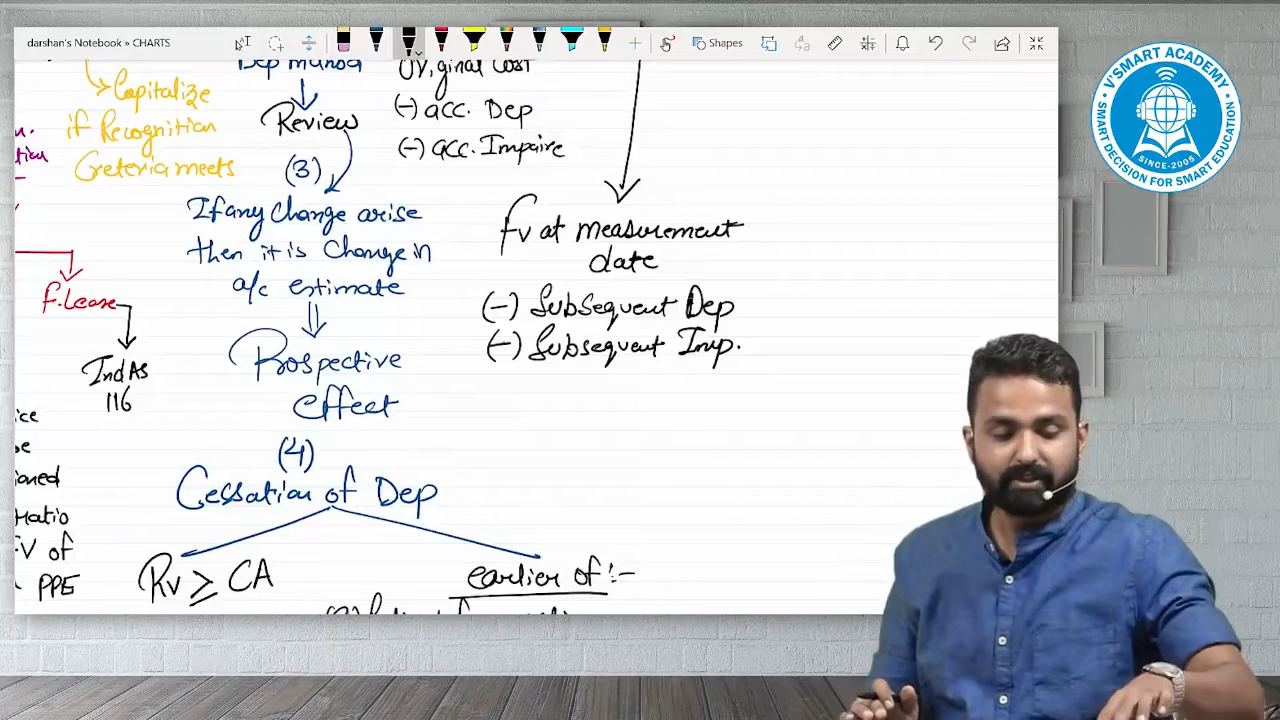 darshan's Notebook » CHARTS
Shapes
Capitalize
if Recognition
Creteria meets
F.Lease
Ind AS
116
ice
oned
FV of
PPE
Review
(3)
If any change arise
then it is change in
a/c estimate
Prospective
effect
(4)
Cessation of Dep
RV ≥ CA
earlier of :-
Original Cost
(-) acc. Dep
(-) acc. Impaire
fv at measurement
date
(-) Subsequent Dep
(-) Subsequent Imp.
V'SMART ACADEMY
SINCE-2005
SMART DECISION FOR SMART EDUCATION